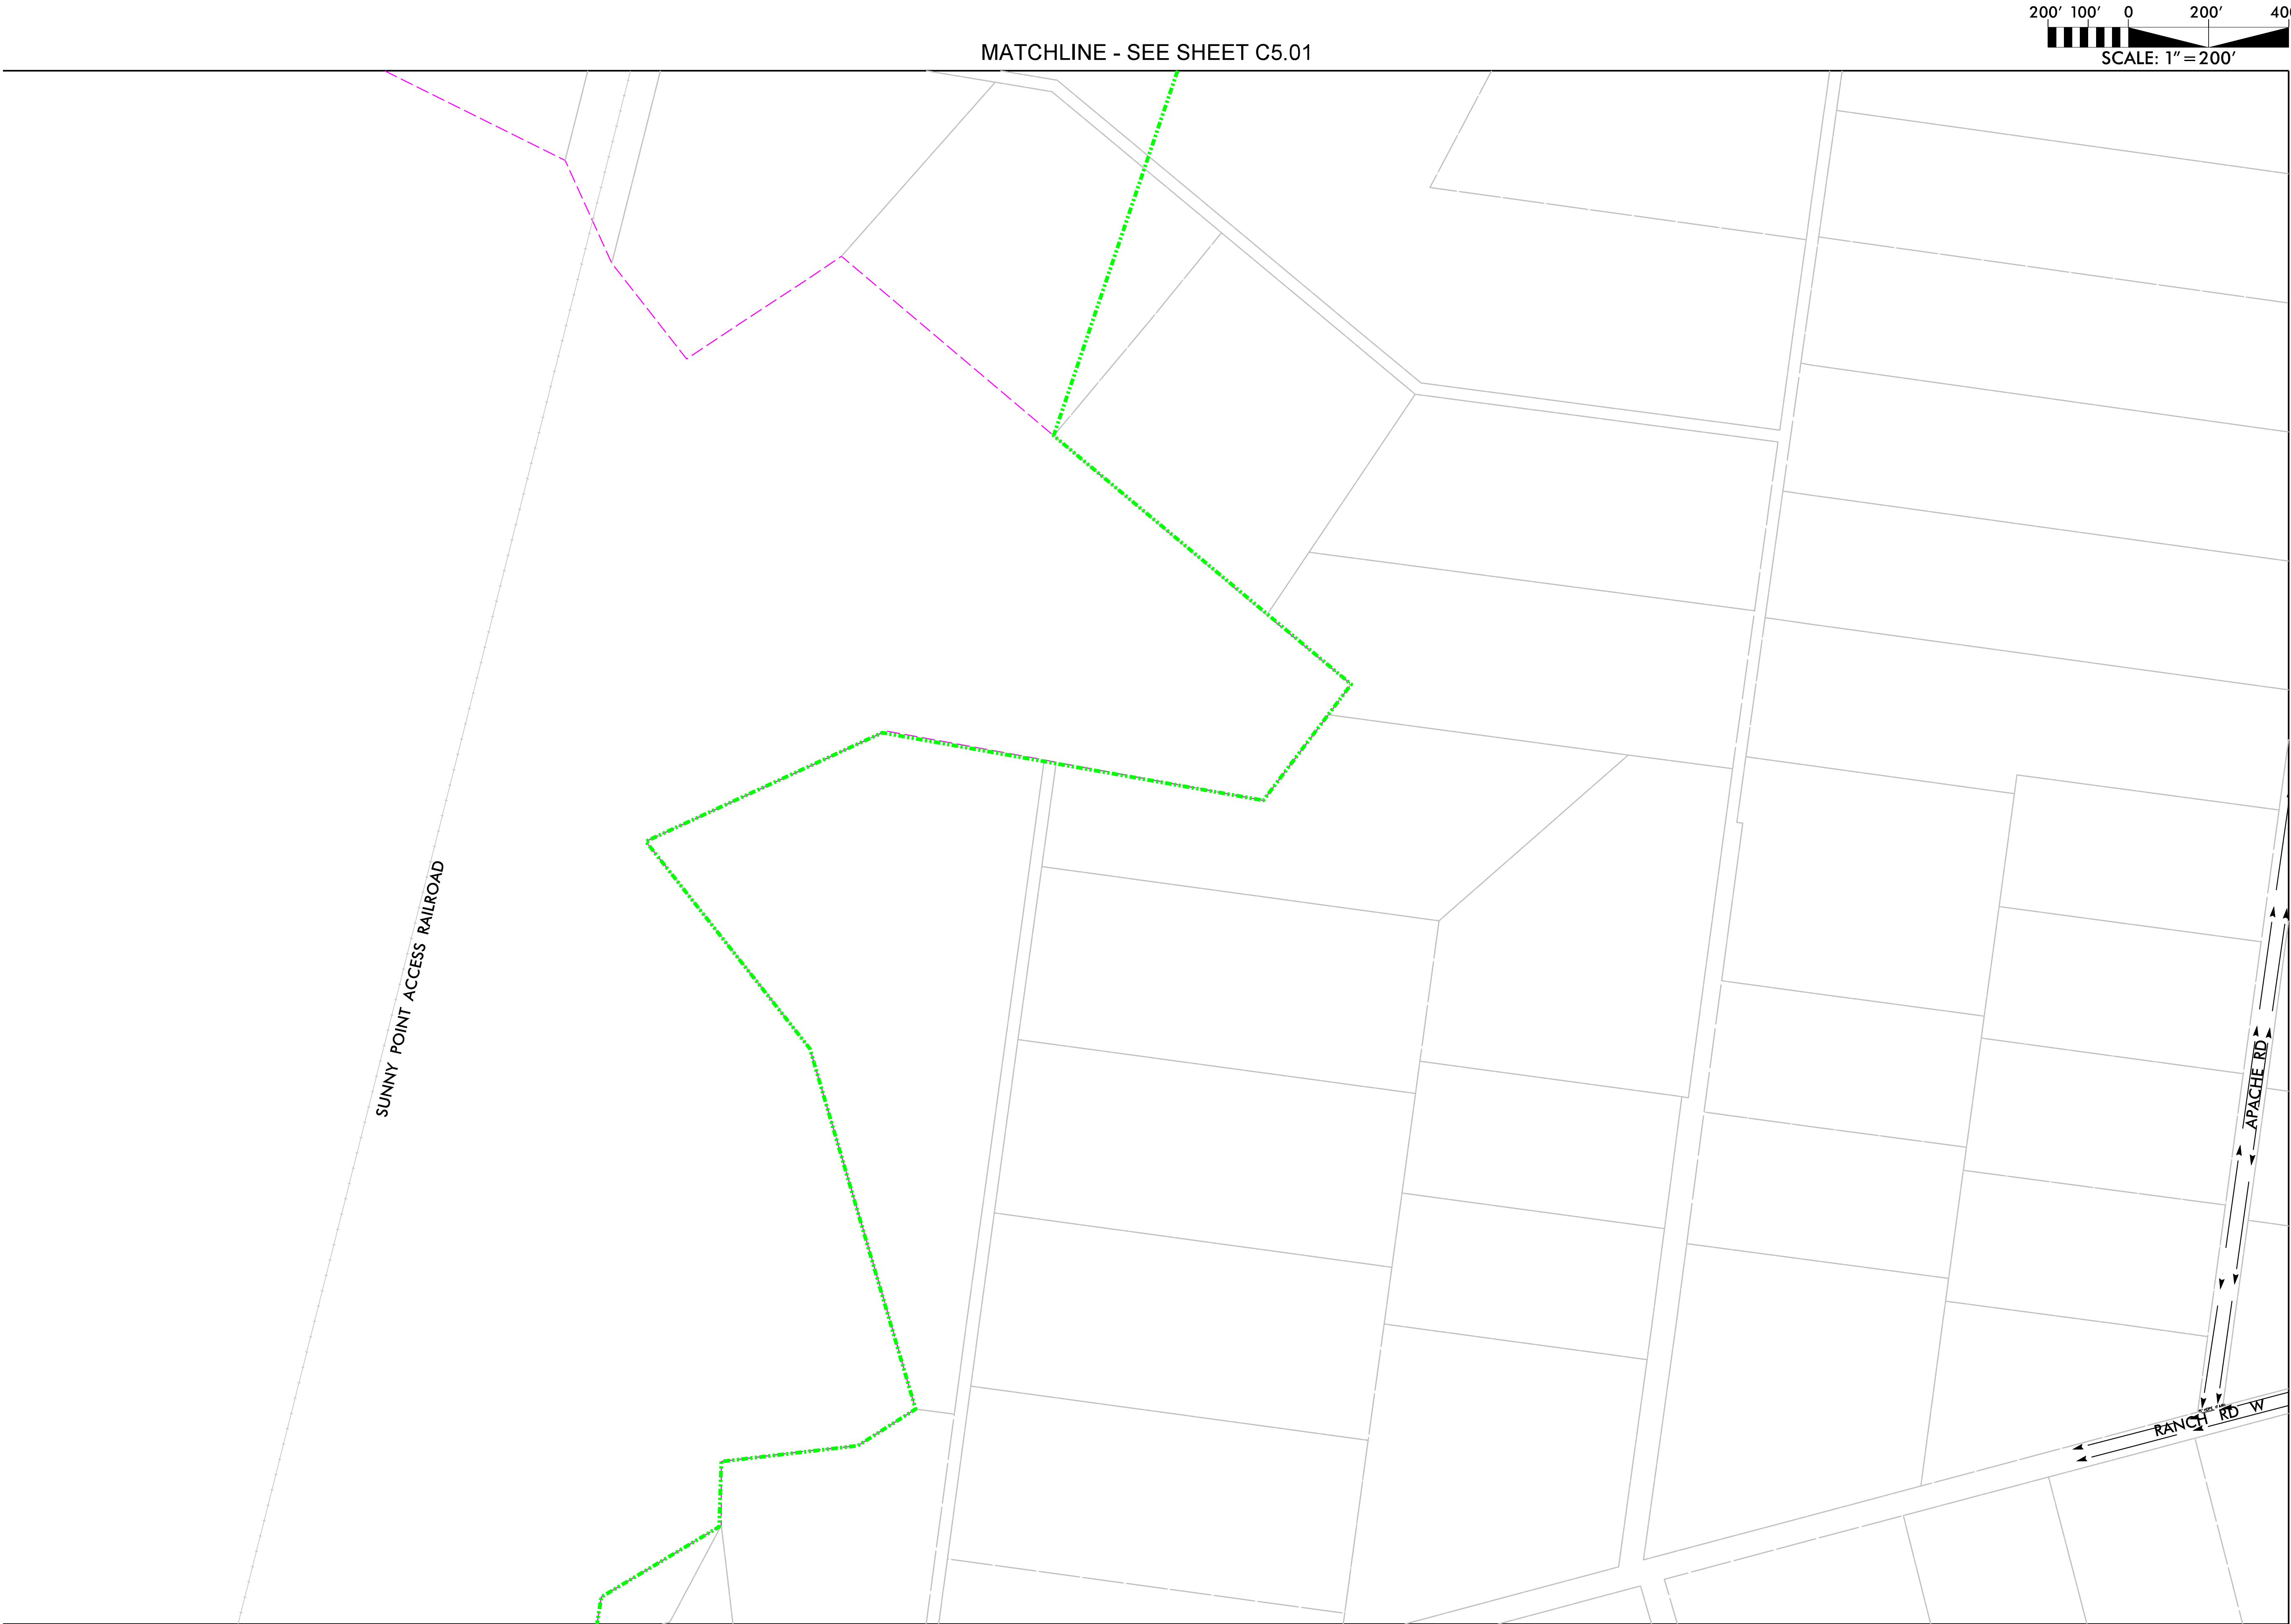 200' 100' 0 200' 40
SCALE: 1"=200'
MATCHLINE - SEE SHEET C5.01
SUNNY POINT ACCESS RAILROAD
APACHE RD
RANCH RD W